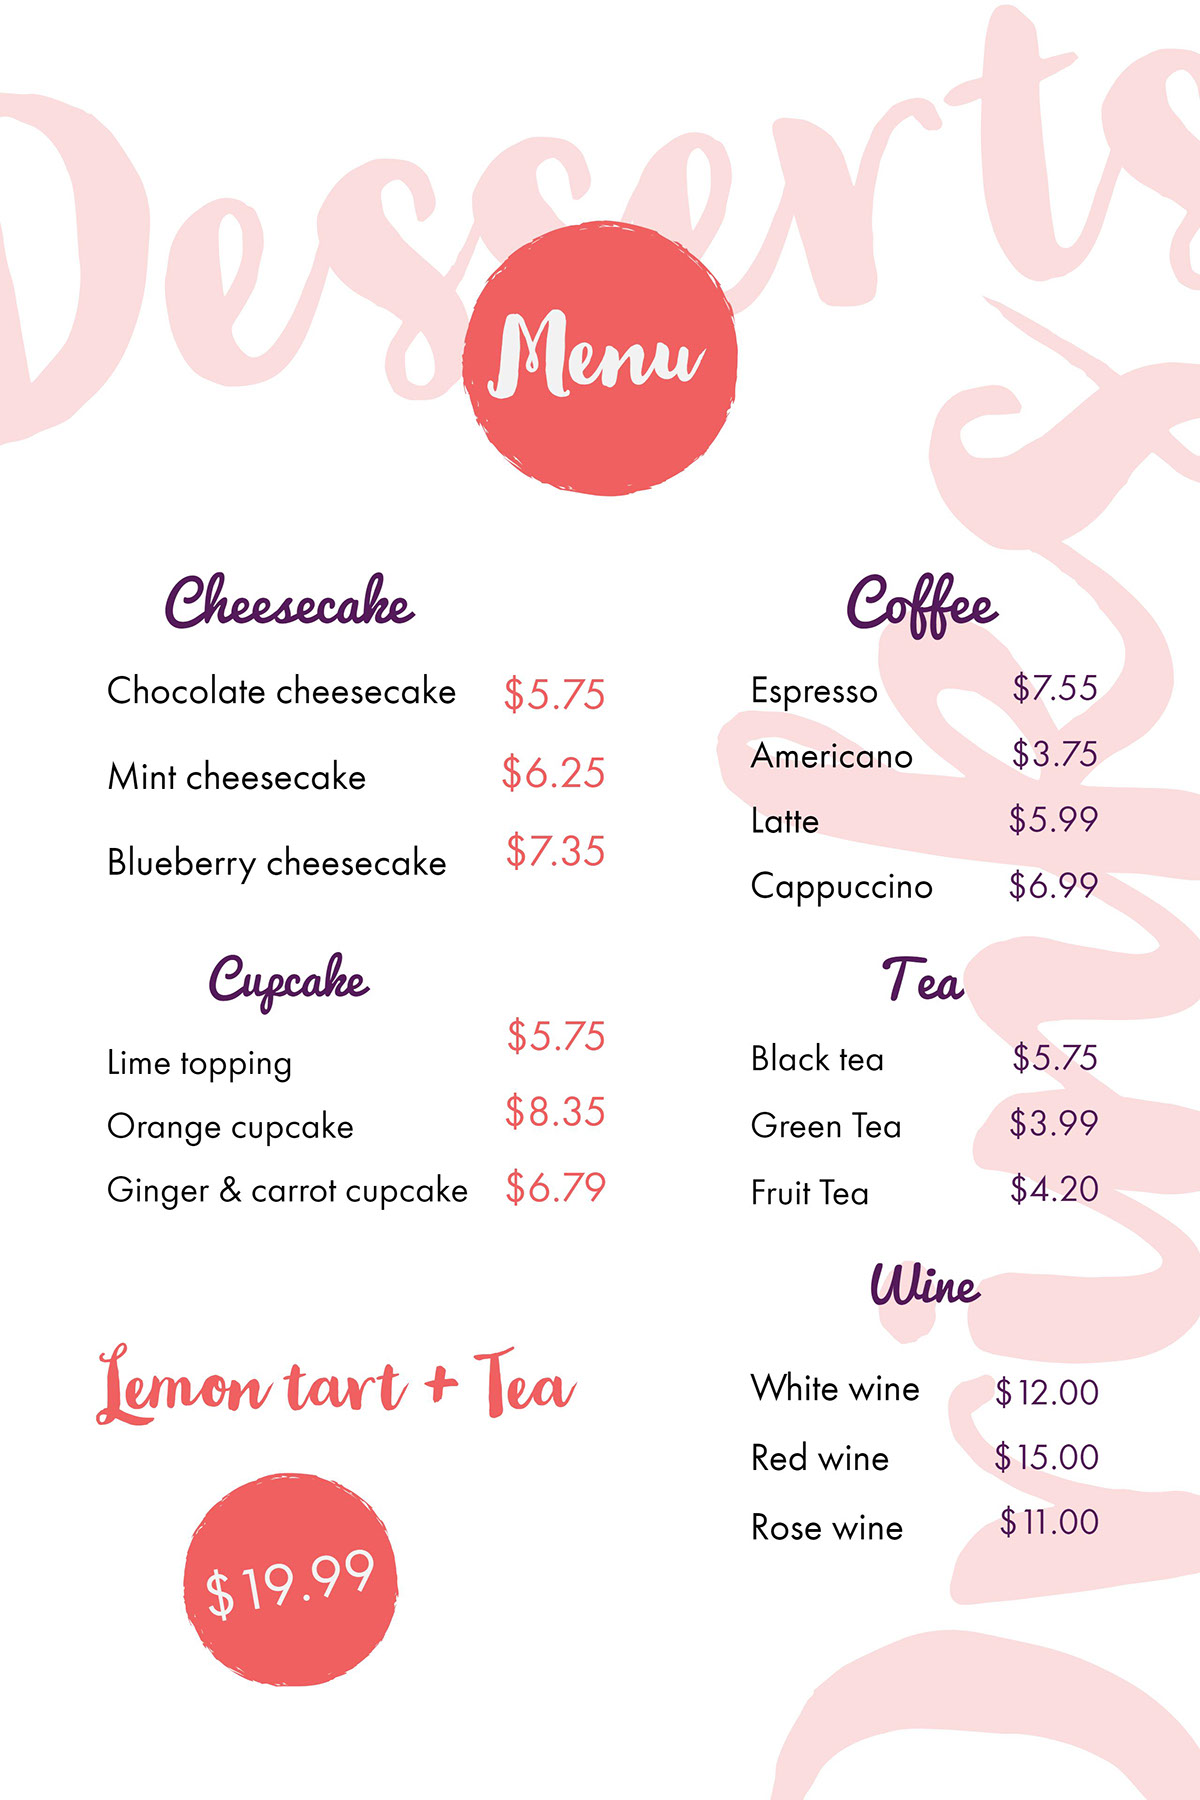 Desserts
Drinks
Menu
Cheesecake
Chocolate cheesecake $5.75
Mint cheesecake $6.25
Blueberry cheesecake $7.35
Cupcake
Lime topping $5.75
Orange cupcake $8.35
Ginger & carrot cupcake $6.79
Lemon tart + Tea
$19.99
Coffee
Espresso $7.55
Americano $3.75
Latte $5.99
Cappuccino $6.99
Tea
Black tea $5.75
Green Tea $3.99
Fruit Tea $4.20
Wine
White wine $12.00
Red wine $15.00
Rose wine $11.00